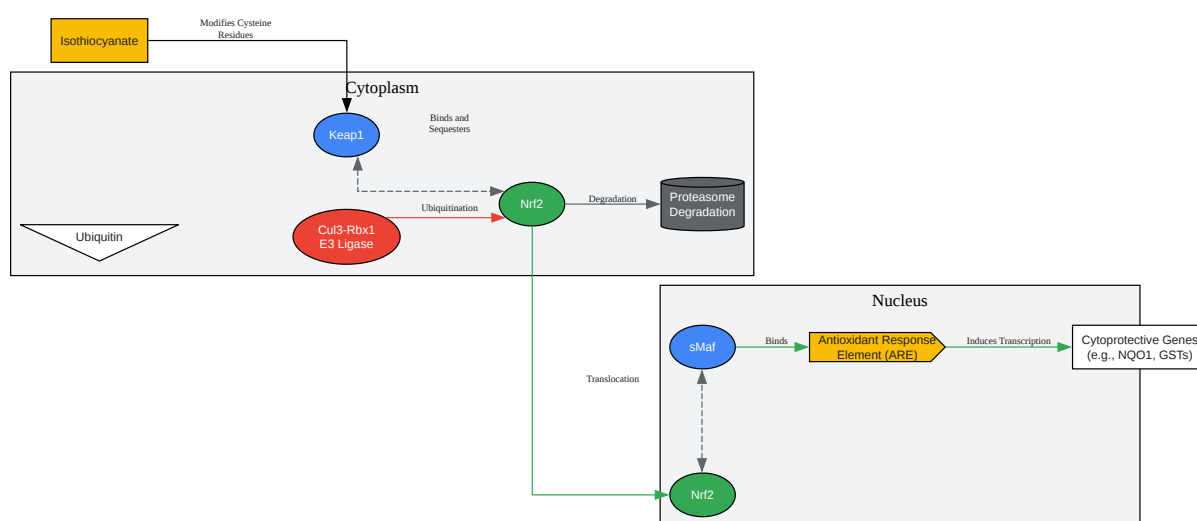 Modifies Cysteine
Residues
Isothiocyanate
Cytoplasm
Keap1
Binds and
Sequesters
Nrf2
Ubiquitination
Degradation
Proteasome
Degradation
Cul3-Rbx1
E3 Ligase
Ubiquitin
Nucleus
sMaf
Binds
Antioxidant Response
Element (ARE)
Induces Transcription
Cytoprotective Genes
(e.g., NQO1, GSTs)
Translocation
Nrf2